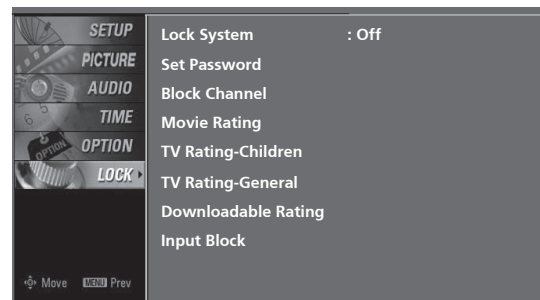 SETUP
PICTURE
AUDIO
TIME
OPTION
LOCK
Lock System : Off
Set Password
Block Channel
Movie Rating
TV Rating-Children
TV Rating-General
Downloadable Rating
Input Block
Move MENU Prev